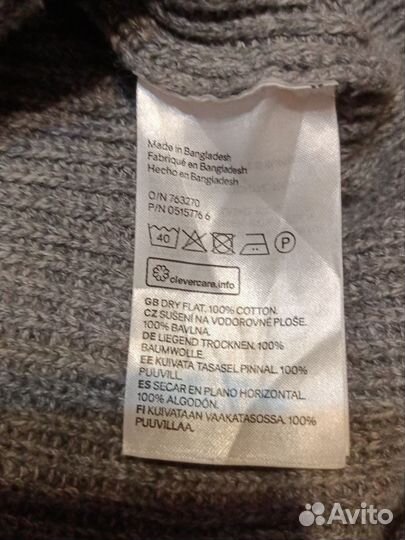 Made in Bangladesh
Fabriqué en Bangladesh
Hecho en Bangladesh
O/N 763270
P/N 0515776 6
40 P
clevercare.info
GB DRY FLAT. 100% COTTON.
CZ SUŠENÍ NA VODOROVNÉ PLOŠE.
100% BAVLNA.
DE LIEGEND TROCKNEN. 100%
BAUMWOLLE.
EE KUIVATA TASASEL PINNAL. 100%
PUUVILL.
ES SECAR EN PLANO HORIZONTAL.
100% ALGODÓN.
FI KUIVATAAN VAAKATASOSSA. 100%
PUUVILLAA.
Avito